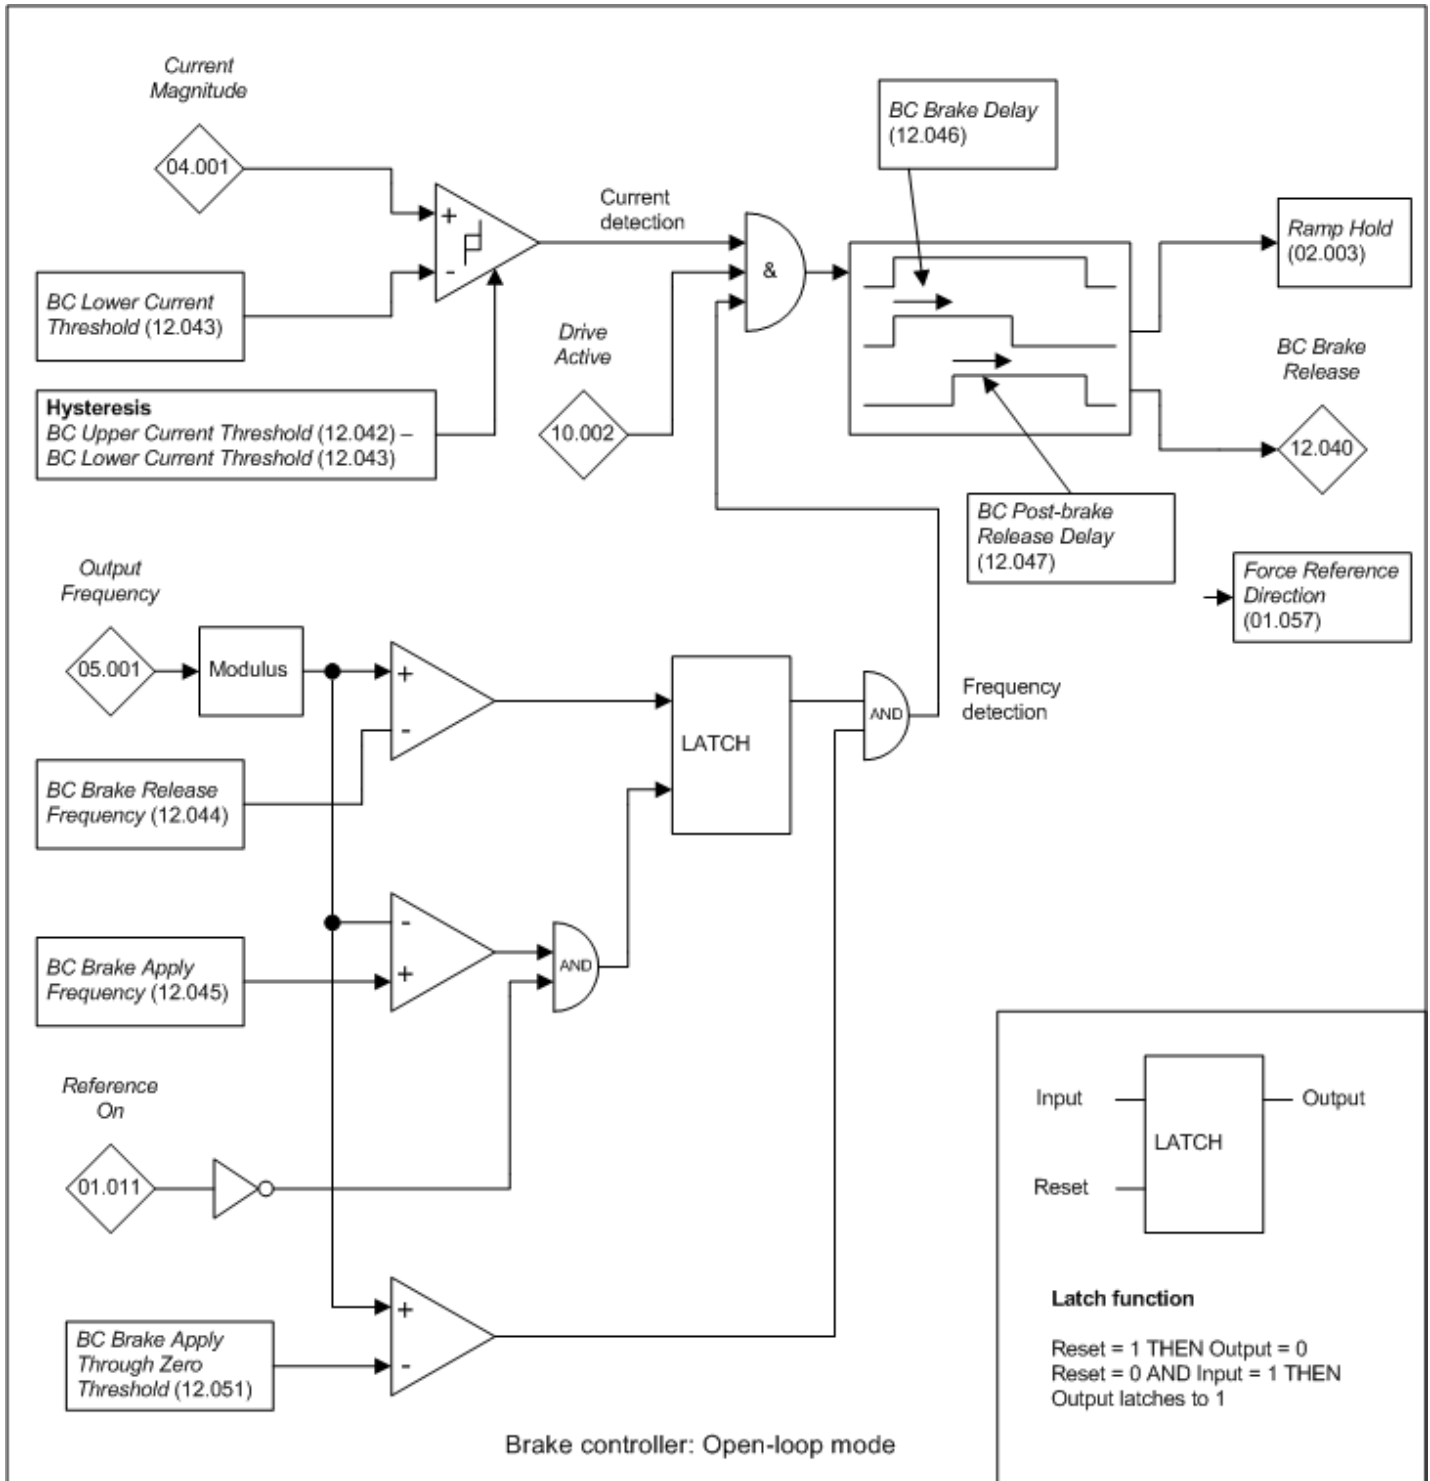 Current
Magnitude
04.001
+
-
BC Lower Current
Threshold (12.043)
Hysteresis
BC Upper Current Threshold (12.042) –
BC Lower Current Threshold (12.043)
Current
detection
Drive
Active
10.002
&
BC Brake Delay
(12.046)
Ramp Hold
(02.003)
BC Brake
Release
12.040
BC Post-brake
Release Delay
(12.047)
Force Reference
Direction
(01.057)
Output
Frequency
05.001
Modulus
+
-
BC Brake Release
Frequency (12.044)
LATCH
AND
Frequency
detection
-
+
BC Brake Apply
Frequency (12.045)
AND
Reference
On
01.011
+
-
BC Brake Apply
Through Zero
Threshold (12.051)
Input
Reset
LATCH
Output
Latch function
Reset = 1 THEN Output = 0
Reset = 0 AND Input = 1 THEN
Output latches to 1
Brake controller: Open-loop mode